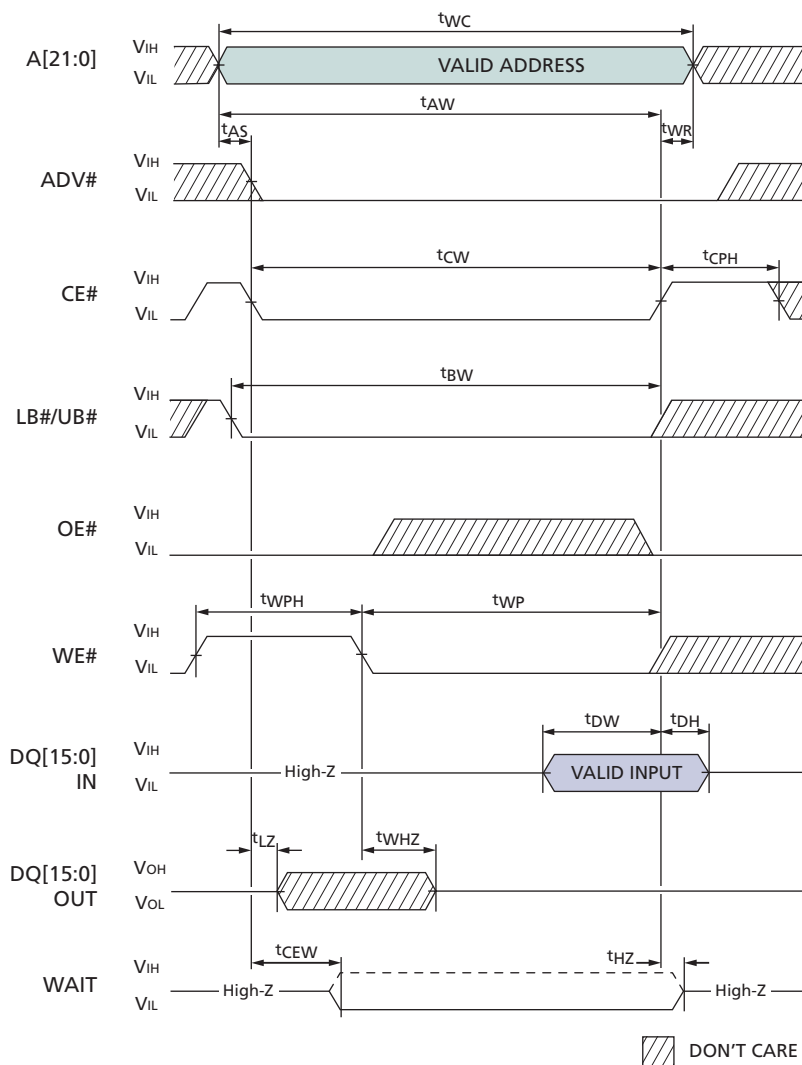 tWC
A[21:0] VIH VIL VALID ADDRESS
tAW
tAS tWR
ADV# VIH VIL
tCW tCPH
CE# VIH VIL
tBW
LB#/UB# VIH VIL
OE# VIH VIL
tWPH tWP
WE# VIH VIL
tDW tDH
DQ[15:0] IN VIH VIL High-Z VALID INPUT
tLZ tWHZ
DQ[15:0] OUT VOH VOL
tCEW tHZ
WAIT VIH VIL High-Z High-Z
DON'T CARE